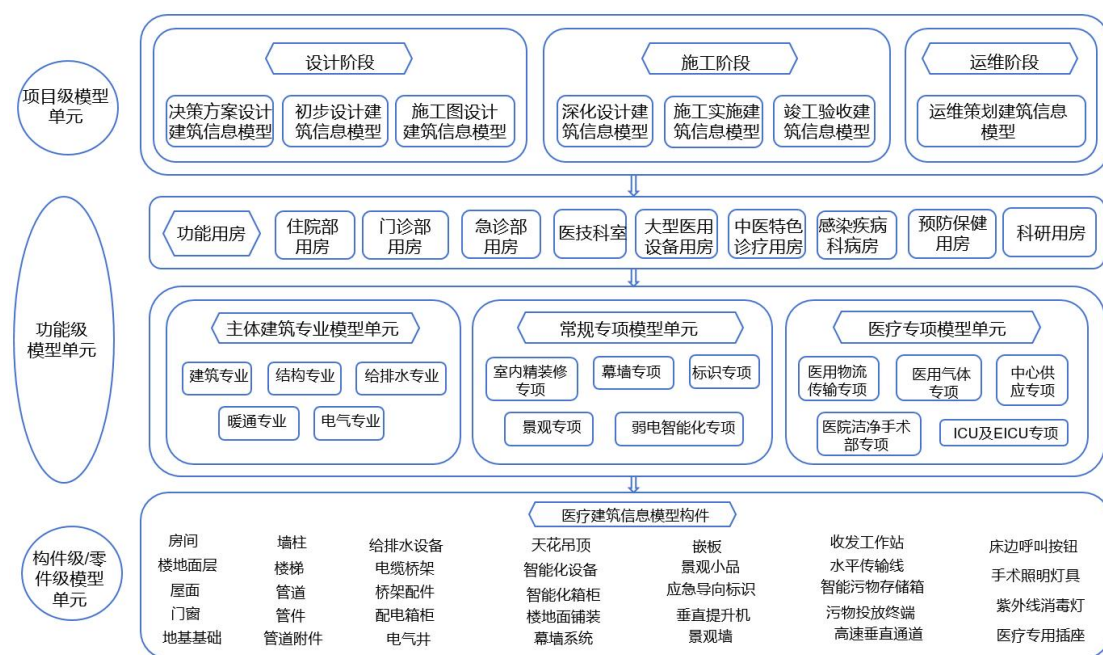 项目级模型
单元
设计阶段
决策方案设计
建筑信息模型
初步设计建
筑信息模型
施工图设计
建筑信息模型
施工阶段
深化设计建
筑信息模型
施工实施建
筑信息模型
竣工验收建
筑信息模型
运维阶段
运维策划建筑信息
模型
功能级
模型单元
功能用房
住院部
用房
门诊部
用房
急诊部
用房
医技科室
大型医用
设备用房
中医特色
诊疗用房
感染疾病
科病房
预防保健
用房
科研用房
主体建筑专业模型单元
建筑专业
结构专业
给排水专业
暖通专业
电气专业
常规专项模型单元
室内精装修
专项
幕墙专项
标识专项
景观专项
弱电智能化专项
医疗专项模型单元
医用物流
传输专项
医用气体
专项
中心供
应专项
医院洁净手术
部专项
ICU及EICU专项
构件级/零
件级模型
单元
医疗建筑信息模型构件
房间
楼地面层
屋面
门窗
地基基础
墙柱
楼梯
管道
管件
管道附件
给排水设备
电缆桥架
桥架配件
配电箱柜
电气井
天花吊顶
智能化设备
智能化箱柜
楼地面铺装
幕墙系统
嵌板
景观小品
应急导向标识
垂直提升机
景观墙
收发工作站
水平传输线
智能污物存储箱
污物投放终端
高速垂直通道
床边呼叫按钮
手术照明灯具
紫外线消毒灯
医疗专用插座